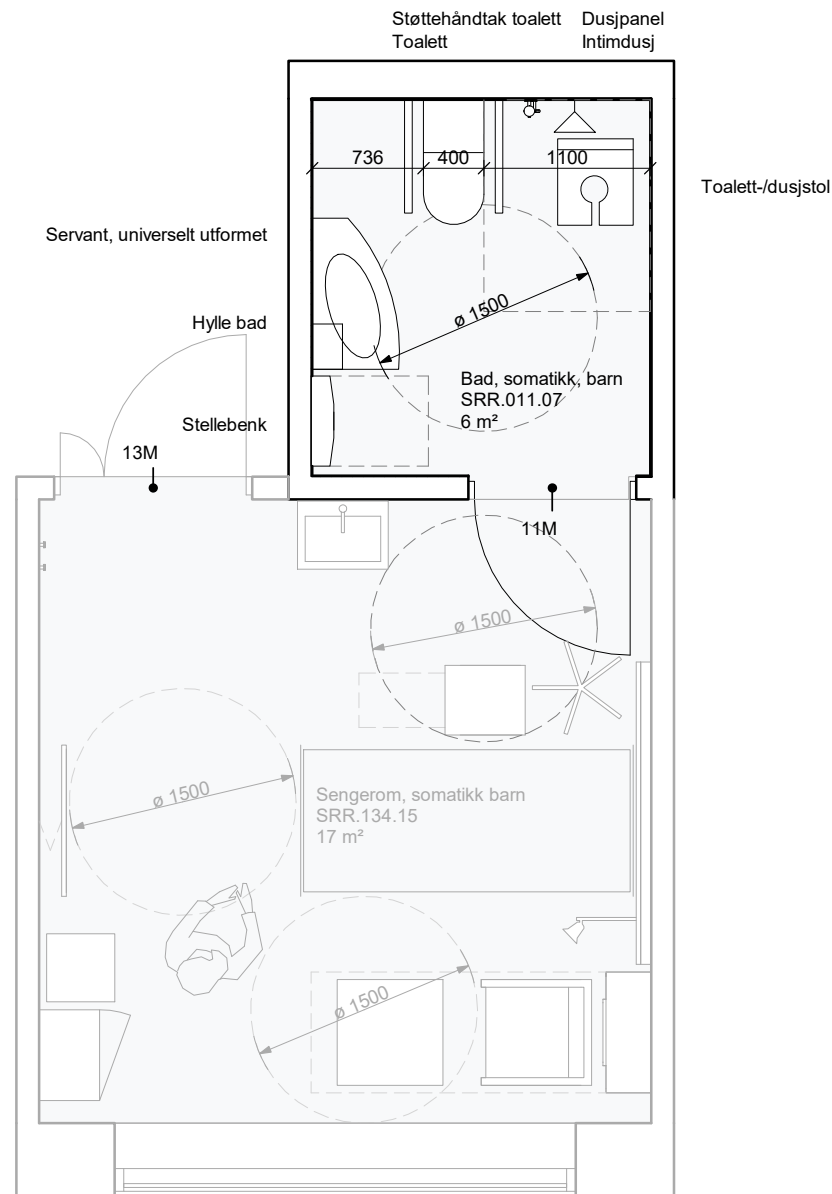 Støttehåndtak toalett
Toalett
Dusjpanel
Intimdusj
736
400
1100
Toalett-/dusjstol
Servant, universelt utformet
ø 1500
Hylle bad
Bad, somatikk, barn
SRR.011.07
6 m²
Stellebenk
13M
11M
ø 1500
ø 1500
Sengerom, somatikk barn
SRR.134.15
17 m²
ø 1500